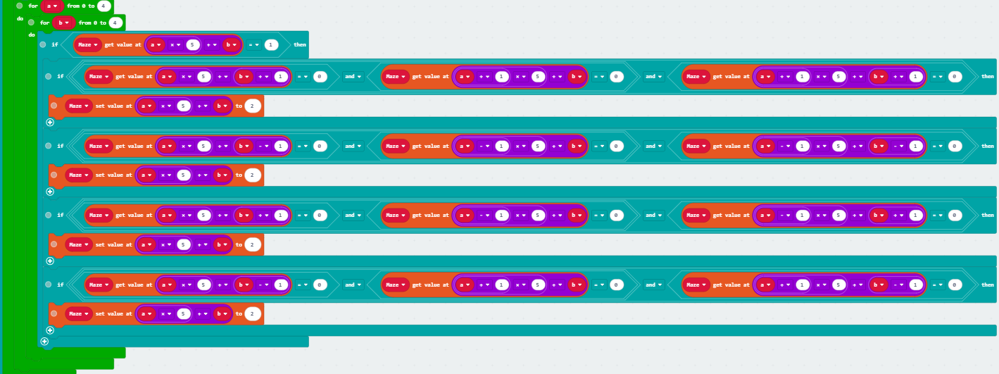 for a from 0 to 4
do for b from 0 to 4
do if Maze get value at a × 5 + b = 1 then
if Maze get value at a × 5 + b + 1 = 0 and Maze get value at a + 1 × 5 + b = 0 and Maze get value at a + 1 × 5 + b + 1 = 0 then
Maze set value at a × 5 + b to 2
if Maze get value at a × 5 + b - 1 = 0 and Maze get value at a - 1 × 5 + b = 0 and Maze get value at a - 1 × 5 + b - 1 = 0 then
Maze set value at a × 5 + b to 2
if Maze get value at a × 5 + b + 1 = 0 and Maze get value at a - 1 × 5 + b = 0 and Maze get value at a - 1 × 5 + b + 1 = 0 then
Maze set value at a × 5 + b to 2
if Maze get value at a × 5 + b - 1 = 0 and Maze get value at a + 1 × 5 + b = 0 and Maze get value at a + 1 × 5 + b - 1 = 0 then
Maze set value at a × 5 + b to 2